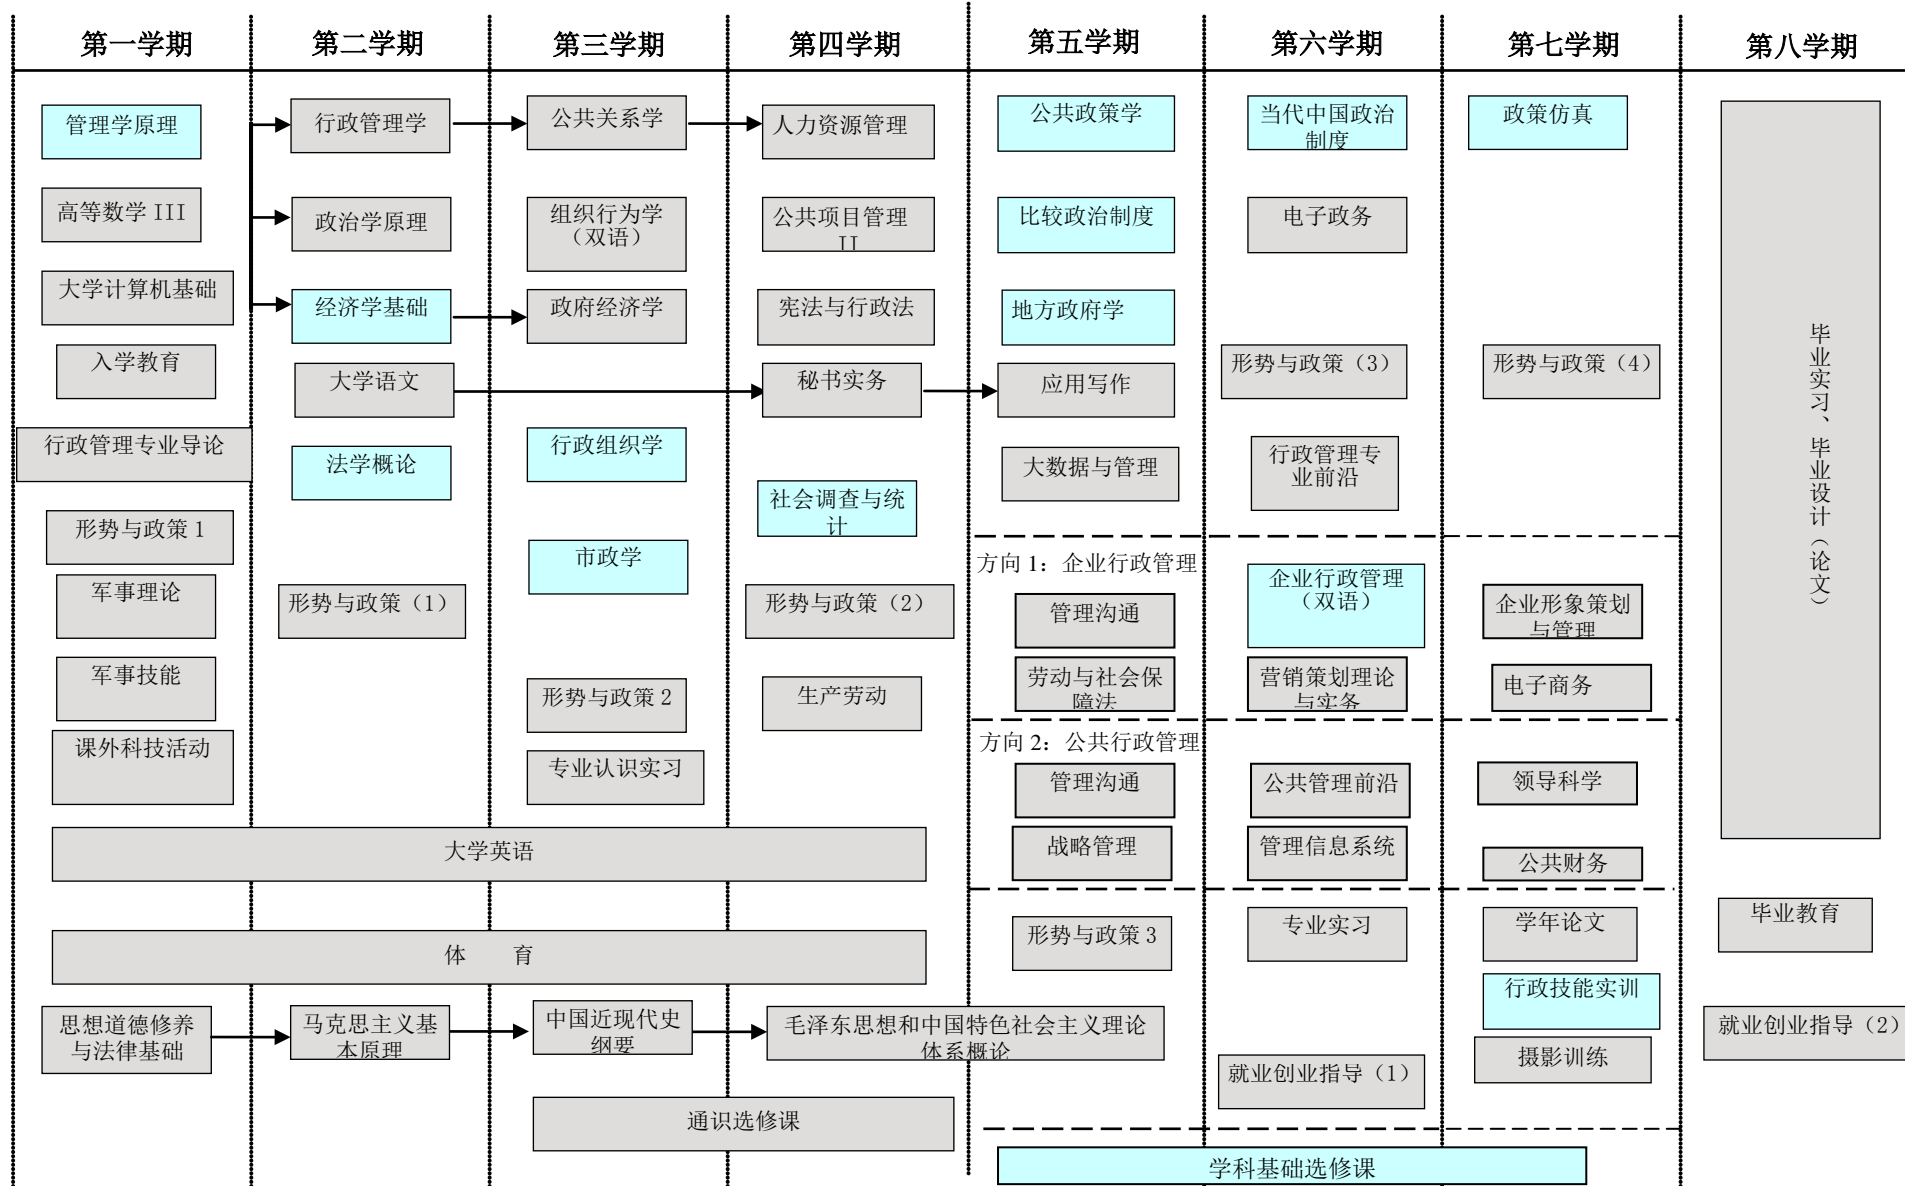 第一学期
第二学期
第三学期
第四学期
第五学期
第六学期
第七学期
第八学期
管理学原理
高等数学 III
大学计算机基础
入学教育
行政管理专业导论
形势与政策 1
军事理论
军事技能
课外科技活动
行政管理学
政治学原理
经济学基础
大学语文
法学概论
形势与政策（1）
公共关系学
组织行为学
（双语）
政府经济学
行政组织学
市政学
形势与政策 2
专业认识实习
人力资源管理
公共项目管理
II
宪法与行政法
秘书实务
社会调查与统
计
形势与政策（2）
生产劳动
大学英语
体　　育
思想道德修养
与法律基础
马克思主义基
本原理
中国近现代史
纲要
毛泽东思想和中国特色社会主义理论
体系概论
通识选修课
公共政策学
比较政治制度
地方政府学
应用写作
大数据与管理
当代中国政治
制度
电子政务
形势与政策（3）
行政管理专
业前沿
政策仿真
形势与政策（4）
方向 1：企业行政管理
管理沟通
劳动与社会保
障法
企业行政管理
（双语）
营销策划理论
与实务
企业形象策划
与管理
电子商务
方向 2：公共行政管理
管理沟通
战略管理
公共管理前沿
管理信息系统
领导科学
公共财务
形势与政策 3
专业实习
就业创业指导（1）
学年论文
行政技能实训
摄影训练
学科基础选修课
毕业实习、毕业设计（论文）
毕业教育
就业创业指导（2）